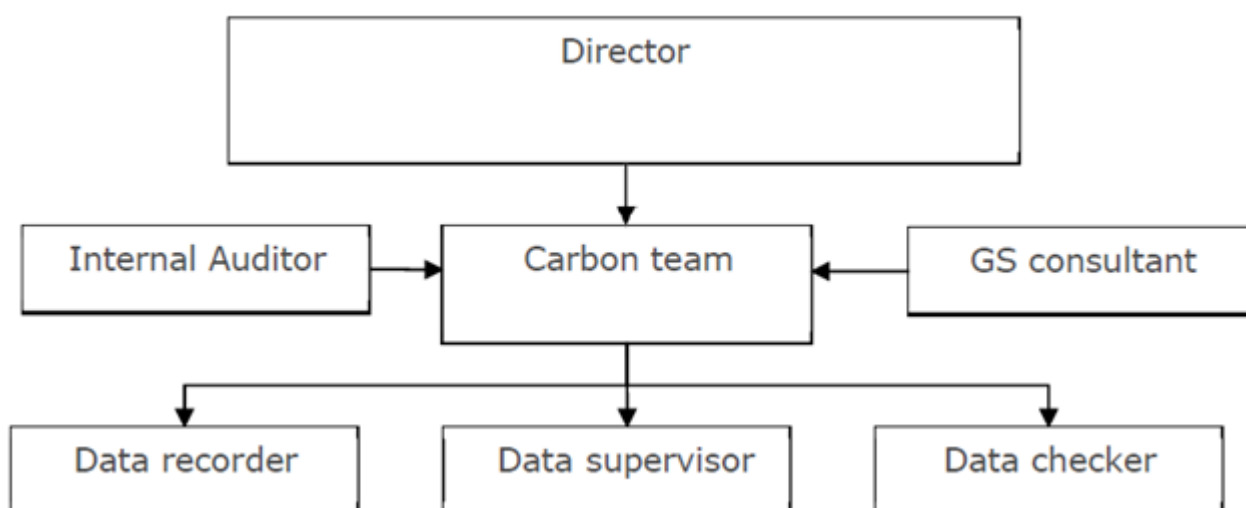 Director
Internal Auditor
Carbon team
GS consultant
Data recorder
Data supervisor
Data checker